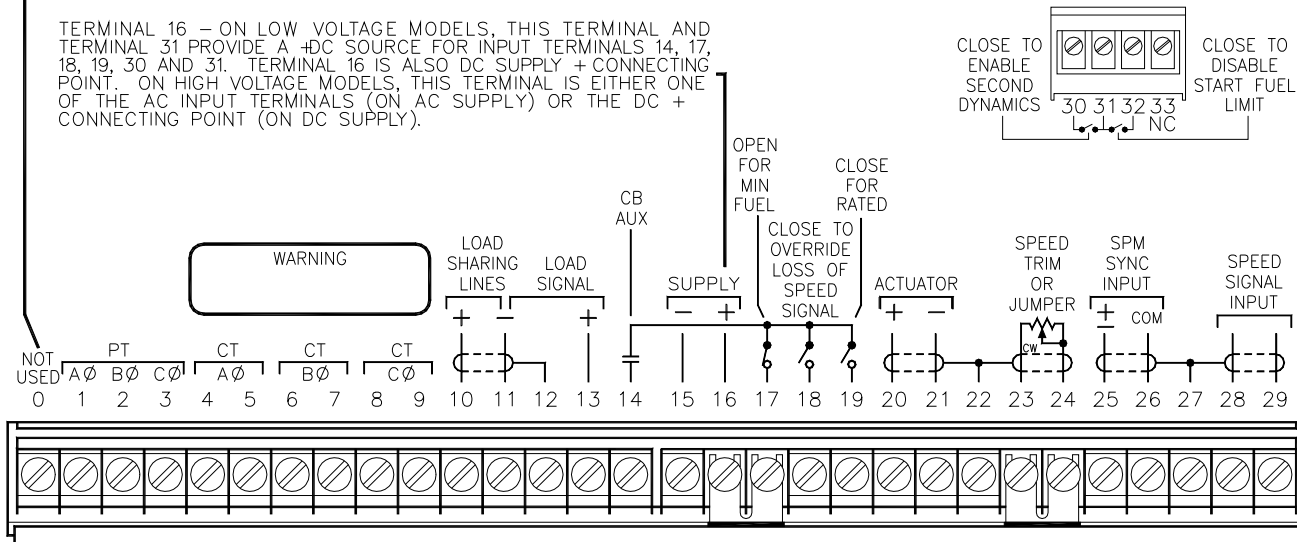 TERMINAL 16 – ON LOW VOLTAGE MODELS, THIS TERMINAL AND
TERMINAL 31 PROVIDE A +DC SOURCE FOR INPUT TERMINALS 14, 17,
18, 19, 30 AND 31. TERMINAL 16 IS ALSO DC SUPPLY + CONNECTING
POINT. ON HIGH VOLTAGE MODELS, THIS TERMINAL IS EITHER ONE
OF THE AC INPUT TERMINALS (ON AC SUPPLY) OR THE DC +
CONNECTING POINT (ON DC SUPPLY).
CLOSE TO
ENABLE
SECOND
DYNAMICS
30 31 32 33
NC
CLOSE TO
DISABLE
START FUEL
LIMIT
WARNING
LOAD
SHARING
LINES
+ −
LOAD
SIGNAL
+
CB
AUX
SUPPLY
− +
OPEN
FOR
MIN
FUEL
CLOSE TO
OVERRIDE
LOSS OF
SPEED
SIGNAL
CLOSE
FOR
RATED
ACTUATOR
+ −
SPEED
TRIM
OR
JUMPER
CW
SPM
SYNC
INPUT
+ − COM
SPEED
SIGNAL
INPUT
NOT
USED
PT
AØ BØ CØ
CT
AØ
CT
BØ
CT
CØ
0 1 2 3 4 5 6 7 8 9 10 11 12 13 14 15 16 17 18 19 20 21 22 23 24 25 26 27 28 29